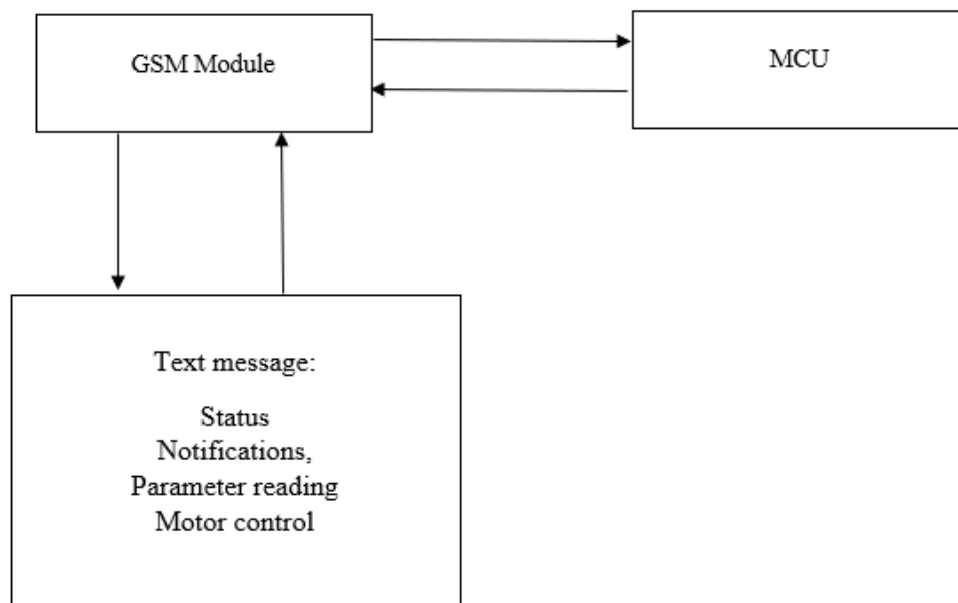 GSM Module
MCU
Text message:
Status
Notifications,
Parameter reading
Motor control